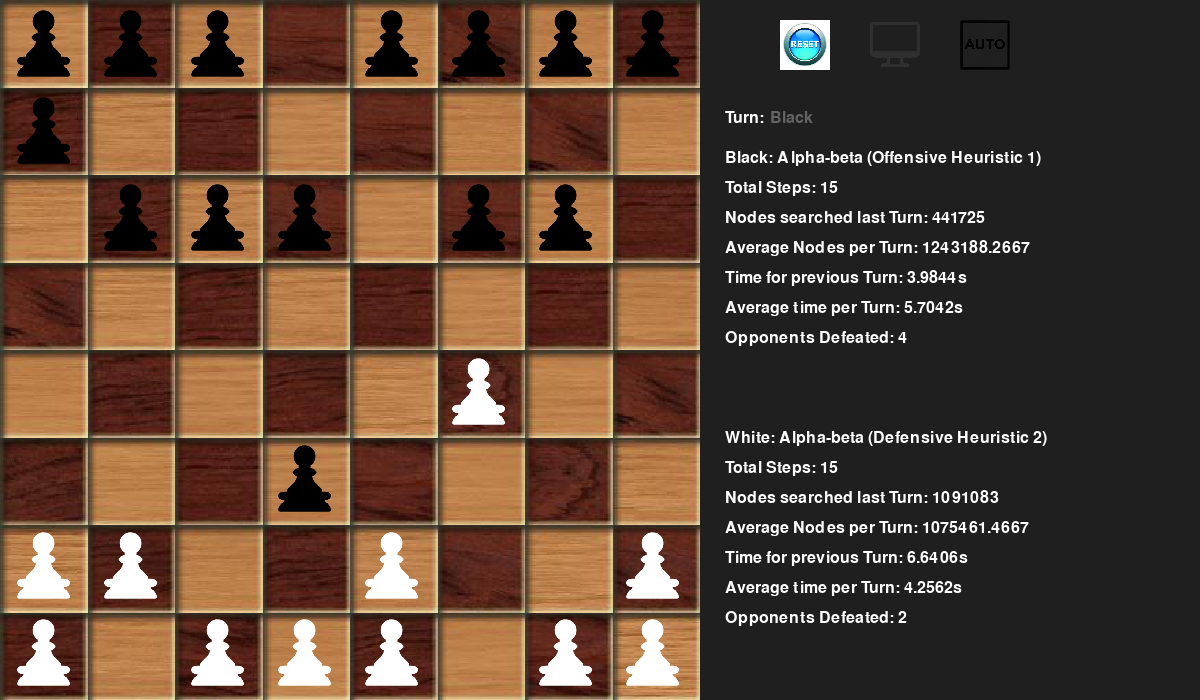 RESET
AUTO
Turn: Black
Black: Alpha-beta (Offensive Heuristic 1)
Total Steps: 15
Nodes searched last Turn: 441725
Average Nodes per Turn: 1243188.2667
Time for previous Turn: 3.9844s
Average time per Turn: 5.7042s
Opponents Defeated: 4
White: Alpha-beta (Defensive Heuristic 2)
Total Steps: 15
Nodes searched last Turn: 1091083
Average Nodes per Turn: 1075461.4667
Time for previous Turn: 6.6406s
Average time per Turn: 4.2562s
Opponents Defeated: 2